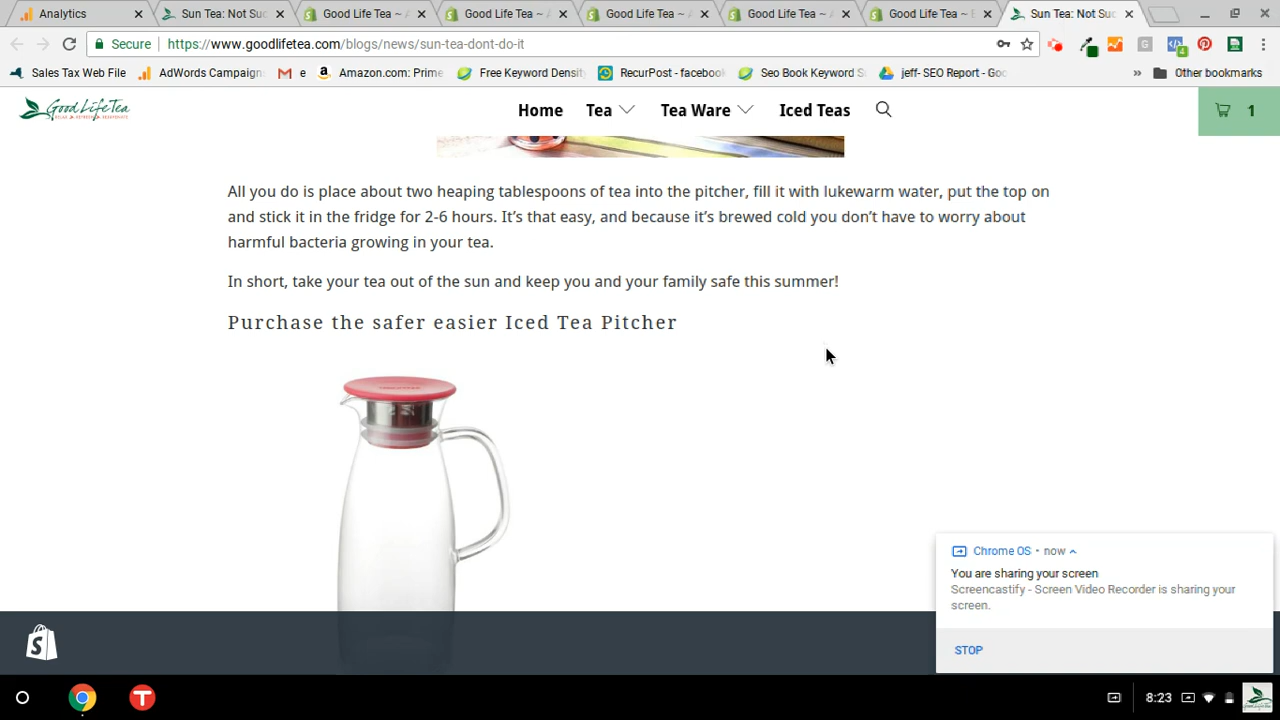 Analytics
Sun Tea: Not Suc
Good Life Tea ~ A
Good Life Tea ~ A
Good Life Tea ~ A
Good Life Tea ~ A
Good Life Tea ~ E
Sun Tea: Not Suc
Secure
https://www.goodlifetea.com/blogs/news/sun-tea-dont-do-it
Sales Tax Web File
AdWords Campaign
e
Amazon.com: Prime
Free Keyword Densit
RecurPost - facebook
Seo Book Keyword S
jeff- SEO Report - Goo
»
Other bookmarks
Good Life Tea
RELAX REFRESH REJUVENATE
Home
Tea
Tea Ware
Iced Teas
1
All you do is place about two heaping tablespoons of tea into the pitcher, fill it with lukewarm water, put the top on
and stick it in the fridge for 2-6 hours. It’s that easy, and because it’s brewed cold you don’t have to worry about
harmful bacteria growing in your tea.
In short, take your tea out of the sun and keep you and your family safe this summer!
Purchase the safer easier Iced Tea Pitcher
Chrome OS • now
You are sharing your screen
Screencastify - Screen Video Recorder is sharing your
screen.
STOP
8:23